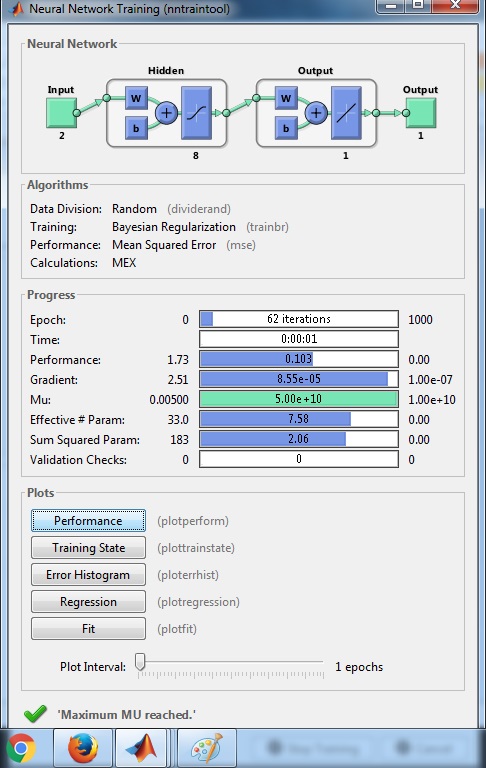 Neural Network Training (nntraintool)
Neural Network
Hidden Output
Input Output
W W
b b
2 8 1 1
Algorithms
Data Division: Random (dividerand)
Training: Bayesian Regularization (trainbr)
Performance: Mean Squared Error (mse)
Calculations: MEX
Progress
Epoch: 0 62 iterations 1000
Time: 0:00:01
Performance: 1.73 0.103 0.00
Gradient: 2.51 8.55e-05 1.00e-07
Mu: 0.00500 5.00e+10 1.00e+10
Effective # Param: 33.0 7.58 0.00
Sum Squared Param: 183 2.06 0.00
Validation Checks: 0 0 0
Plots
Performance (plotperform)
Training State (plottrainstate)
Error Histogram (ploterrhist)
Regression (plotregression)
Fit (plotfit)
Plot Interval: 1 epochs
'Maximum MU reached.'
Stop Training Cancel